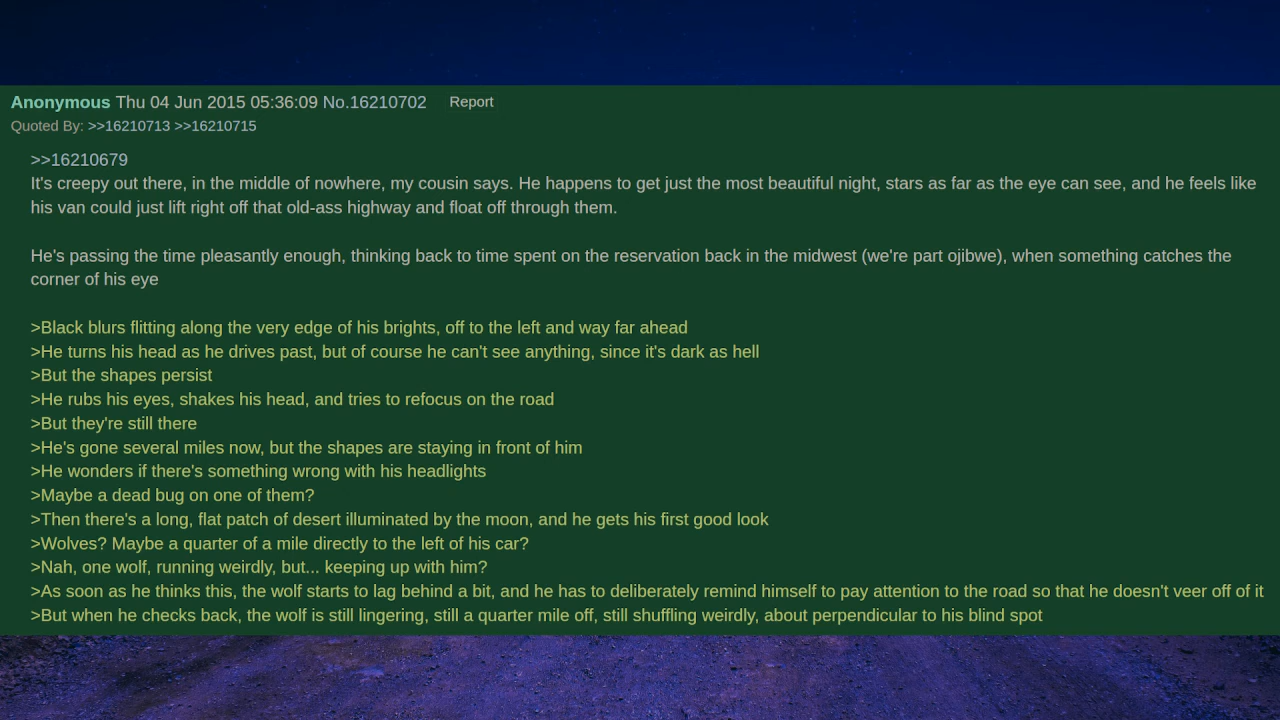 Anonymous Thu 04 Jun 2015 05:36:09 No.16210702 Report
Quoted By: >>16210713 >>16210715
>>16210679
It's creepy out there, in the middle of nowhere, my cousin says. He happens to get just the most beautiful night, stars as far as the eye can see, and he feels like
his van could just lift right off that old-ass highway and float off through them.
He's passing the time pleasantly enough, thinking back to time spent on the reservation back in the midwest (we're part ojibwe), when something catches the
corner of his eye
>Black blurs flitting along the very edge of his brights, off to the left and way far ahead
>He turns his head as he drives past, but of course he can't see anything, since it's dark as hell
>But the shapes persist
>He rubs his eyes, shakes his head, and tries to refocus on the road
>But they're still there
>He's gone several miles now, but the shapes are staying in front of him
>He wonders if there's something wrong with his headlights
>Maybe a dead bug on one of them?
>Then there's a long, flat patch of desert illuminated by the moon, and he gets his first good look
>Wolves? Maybe a quarter of a mile directly to the left of his car?
>Nah, one wolf, running weirdly, but... keeping up with him?
>As soon as he thinks this, the wolf starts to lag behind a bit, and he has to deliberately remind himself to pay attention to the road so that he doesn't veer off of it
>But when he checks back, the wolf is still lingering, still a quarter mile off, still shuffling weirdly, about perpendicular to his blind spot